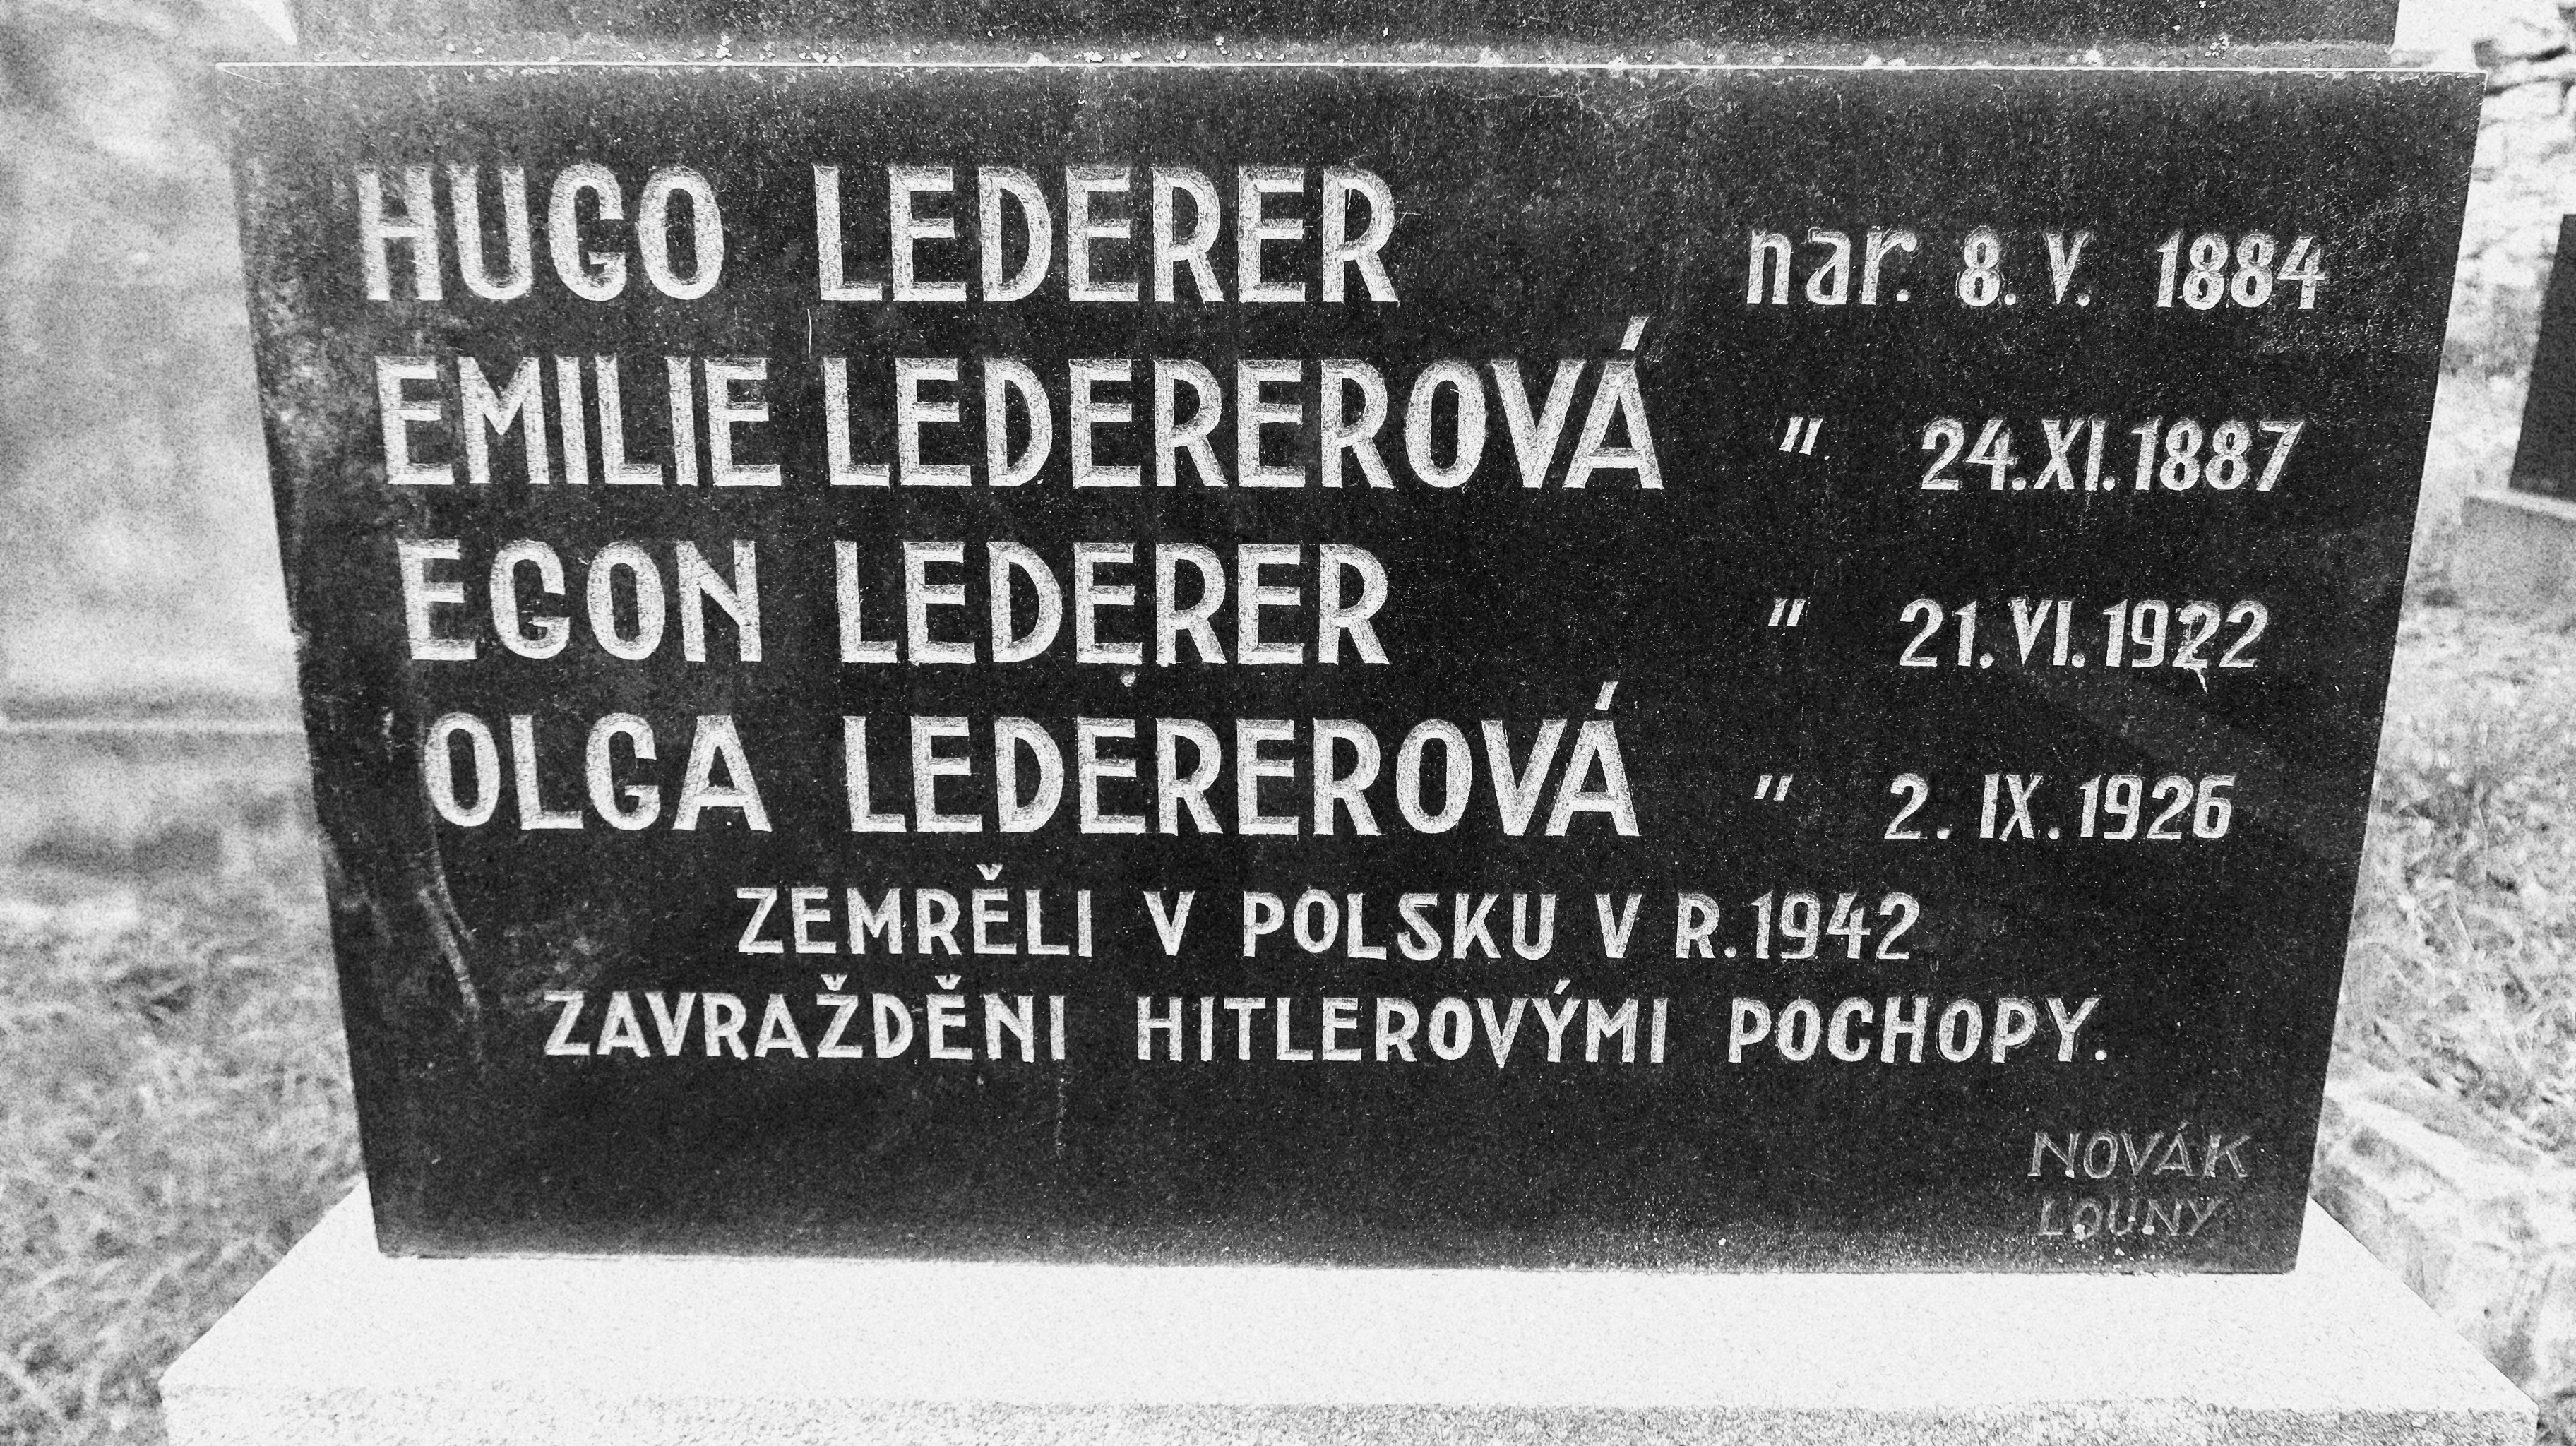 HUGO LEDERER nar. 8. V. 1884
EMILIE LEDEREROVÁ " 24. XI. 1887
EGON LEDERER " 21. VI. 1922
OLGA LEDEREROVÁ " 2. IX. 1926
ZEMRĚLI V POLSKU V R. 1942
ZAVRAŽDĚNI HITLEROVÝMI POCHOPY.
NOVÁK
LOUNY